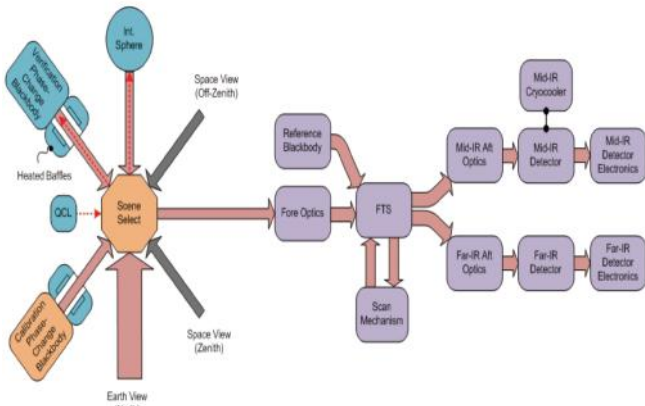 Verification
Phase-
Change
Blackbody
Int.
Sphere
Space View
(Off-Zenith)
Heated Baffles
QCL
Scene
Select
Calibration
Phase-
Change
Blackbody
Earth View
Space View
(Zenith)
Reference
Blackbody
Fore Optics
FTS
Scan
Mechanism
Mid-IR
Cryocooler
Mid-IR Aft
Optics
Mid-IR
Detector
Mid-IR
Detector
Electronics
Far-IR Aft
Optics
Far-IR
Detector
Far-IR
Detector
Electronics